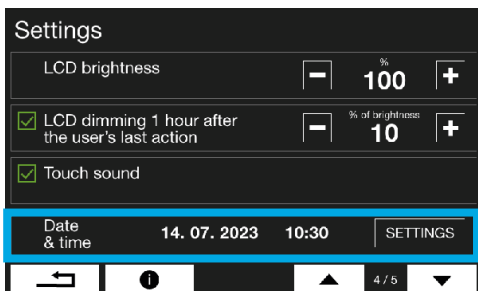 Settings
LCD brightness
%
100
LCD dimming 1 hour after
the user's last action
% of brightness
10
Touch sound
Date
& time
14. 07. 2023 10:30 SETTINGS
4/5